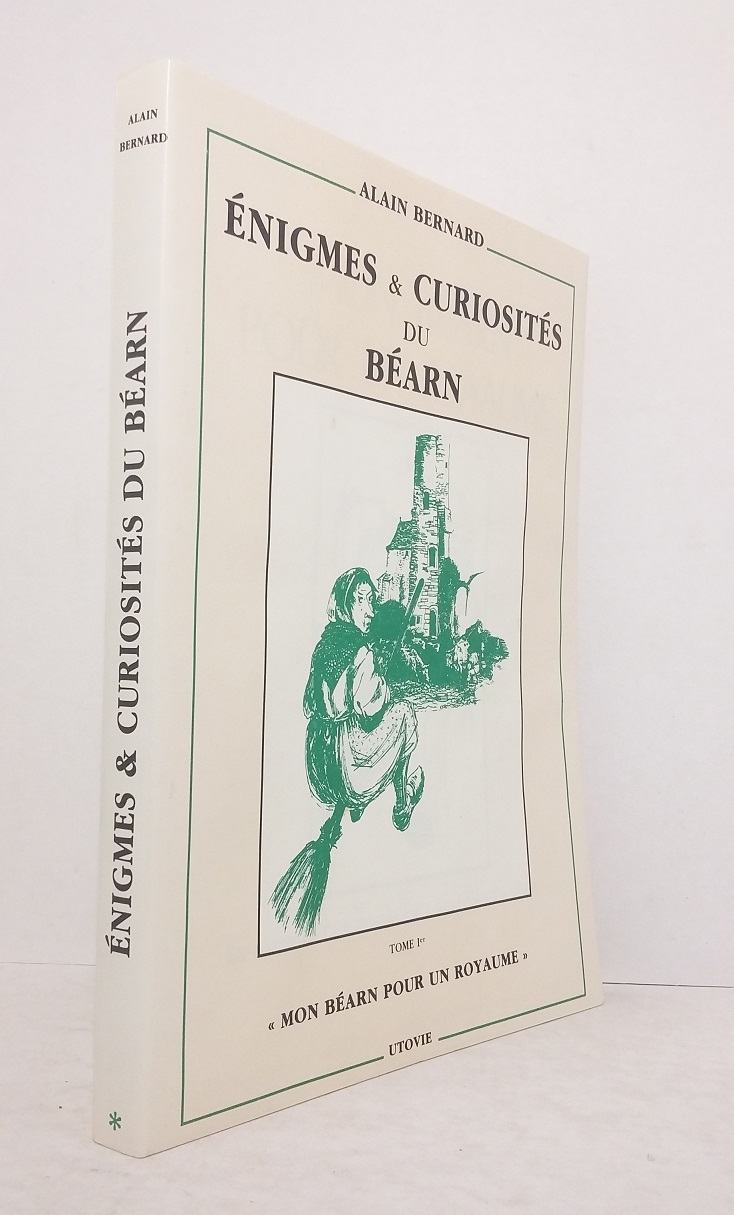 ALAIN
BERNARD
ÉNIGMES & CURIOSITÉS DU BÉARN
*
ALAIN BERNARD
ÉNIGMES & CURIOSITÉS
DU
BÉARN
TOME Ier
« MON BÉARN POUR UN ROYAUME »
UTOVIE